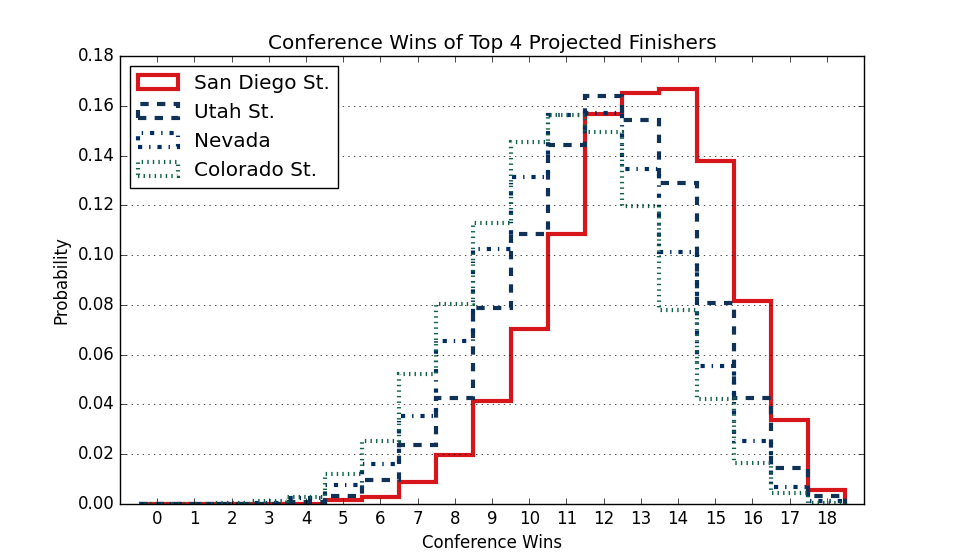 Conference Wins of Top 4 Projected Finishers
0.18
0.16
0.14
0.12
0.10
0.08
0.06
0.04
0.02
0.00
Probability
San Diego St.
Utah St.
Nevada
Colorado St.
0 1 2 3 4 5 6 7 8 9 10 11 12 13 14 15 16 17 18
Conference Wins